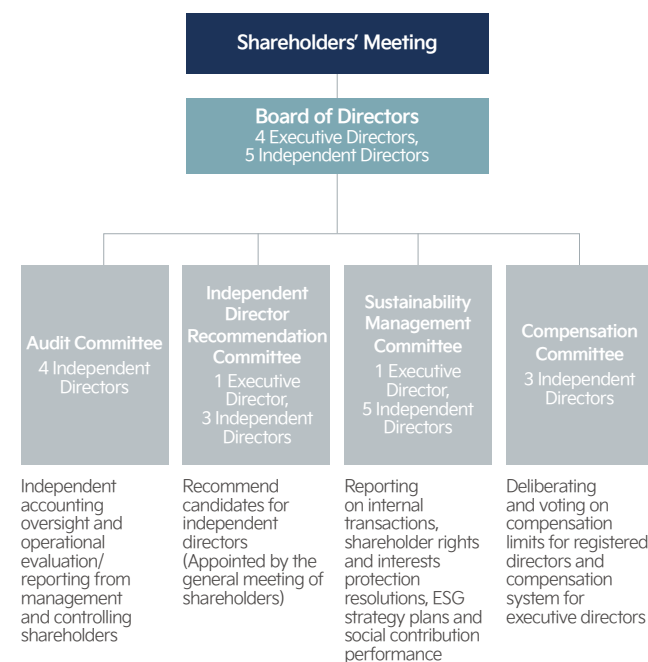 Shareholders' Meeting
Board of Directors
4 Executive Directors,
5 Independent Directors
Audit Committee
4 Independent
Directors
Independent
Director
Recommendation
Committee
1 Executive
Director,
3 Independent
Directors
Sustainability
Management
Committee
1 Executive
Director,
5 Independent
Directors
Compensation
Committee
3 Independent
Directors
Independent
accounting
oversight and
operational
evaluation/
reporting from
management
and controlling
shareholders
Recommend
candidates for
independent
directors
(Appointed by the
general meeting of
shareholders)
Reporting
on internal
transactions,
shareholder rights
and interests
protection
resolutions, ESG
strategy plans and
social contribution
performance
Deliberating
and voting on
compensation
limits for registered
directors and
compensation
system for
executive directors